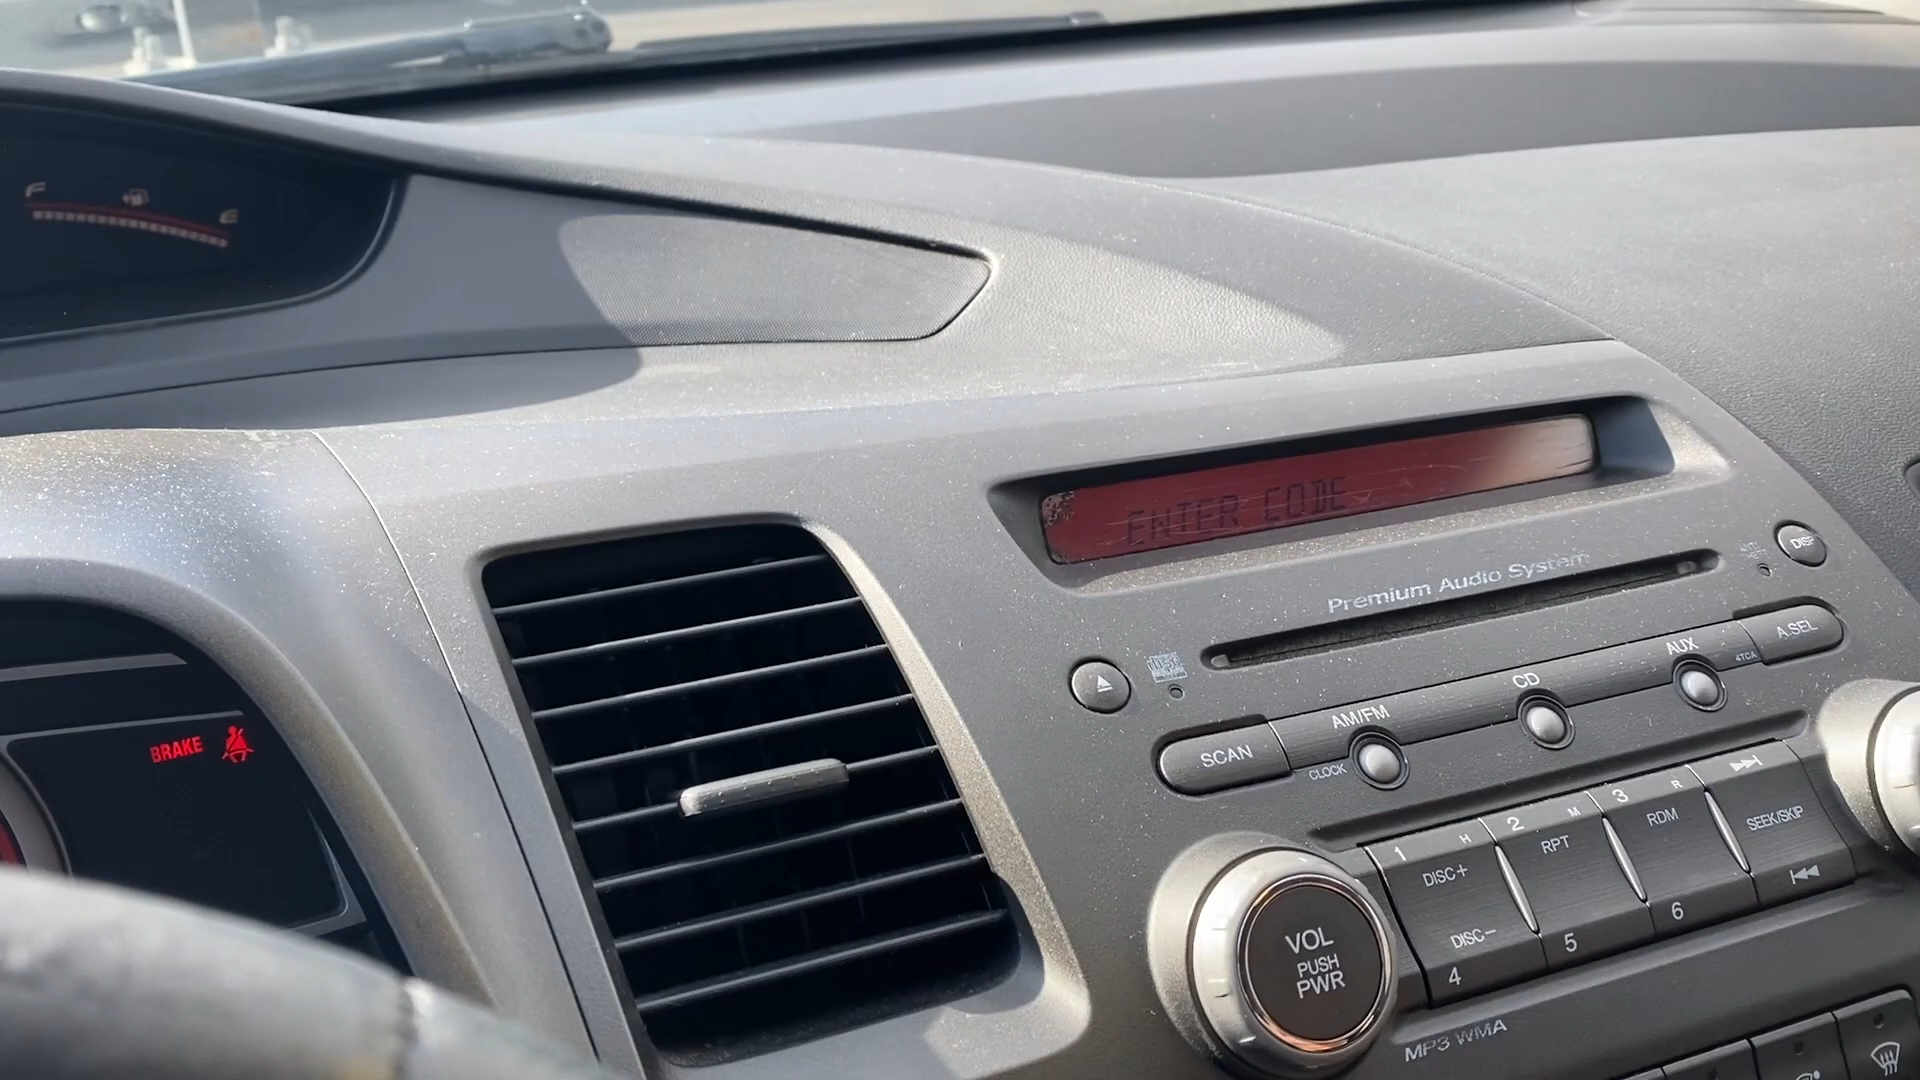 F
E
ENTER CODE
Premium Audio System
DISP
A.SEL
AUX
CD
AM/FM
SCAN
CLOCK
BRAKE
1
2
3
DISC+
RPT
RDM
SEEK/SKIP
DISC-
4
5
6
VOL
PUSH
PWR
MP3 WMA